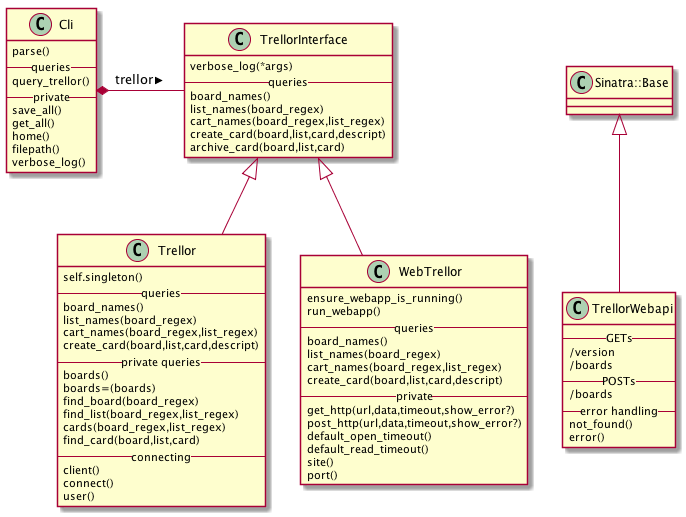 C Cli
parse()
queries
query_trellor()
private
save_all()
get_all()
home()
filepath()
verbose_log()
trellor▶
C TrellorInterface
verbose_log(*args)
queries
board_names()
list_names(board_regex)
cart_names(board_regex,list_regex)
create_card(board,list,card,descript)
archive_card(board,list,card)
C Sinatra::Base
C Trellor
self.singleton()
queries
board_names()
list_names(board_regex)
cart_names(board_regex,list_regex)
create_card(board,list,card,descript)
private queries
boards()
boards=(boards)
find_board(board_regex)
find_list(board_regex,list_regex)
cards(board_regex,list_regex)
find_card(board,list,card)
connecting
client()
connect()
user()
C WebTrellor
ensure_webapp_is_running()
run_webapp()
queries
board_names()
list_names(board_regex)
cart_names(board_regex,list_regex)
create_card(board,list,card,descript)
private
get_http(url,data,timeout,show_error?)
post_http(url,data,timeout,show_error?)
default_open_timeout()
default_read_timeout()
site()
port()
C TrellorWebapi
GETs
/version
/boards
POSTs
/boards
error handling
not_found()
error()